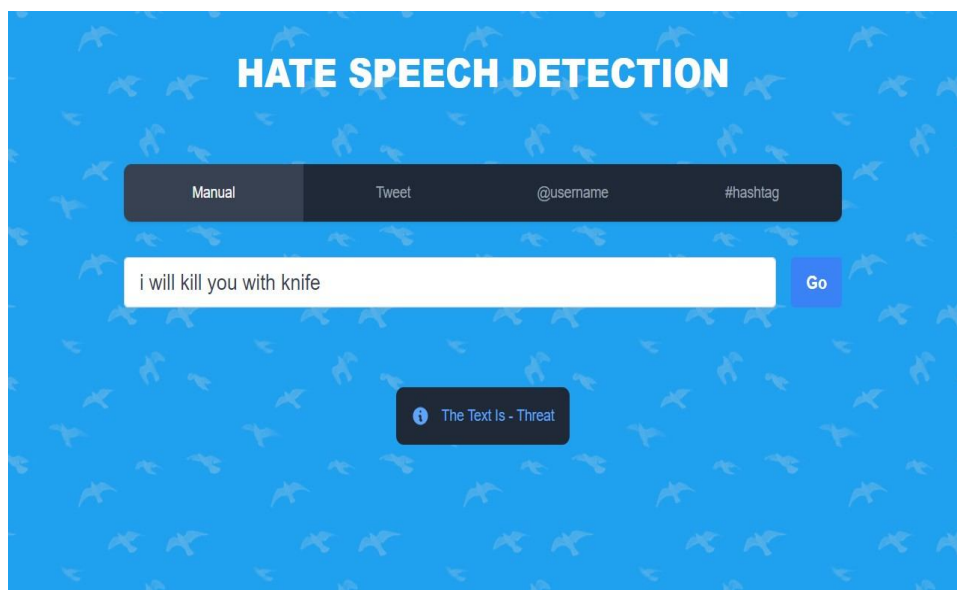 HATE SPEECH DETECTION
Manual Tweet @username #hashtag
i will kill you with knife Go
The Text Is - Threat